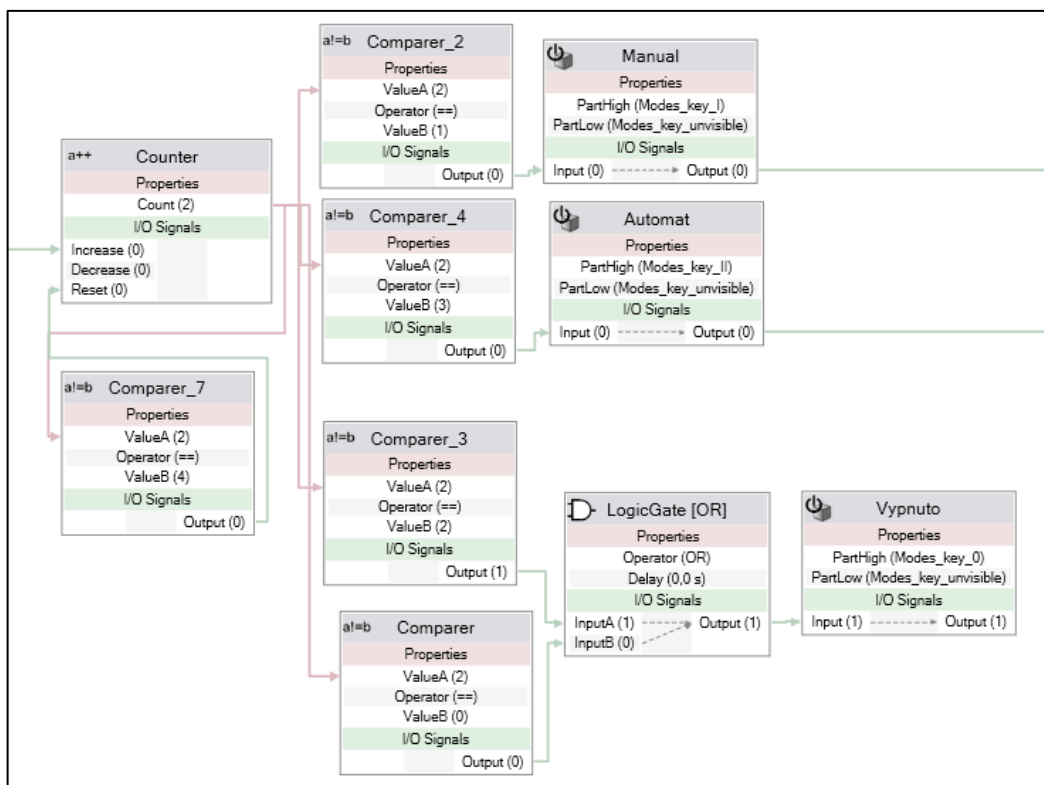 a++ Counter
Properties
Count (2)
I/O Signals
Increase (0)
Decrease (0)
Reset (0)
a!=b Comparer_7
Properties
ValueA (2)
Operator (==)
ValueB (4)
I/O Signals
Output (0)
a!=b Comparer_2
Properties
ValueA (2)
Operator (==)
ValueB (1)
I/O Signals
Output (0)
Manual
Properties
PartHigh (Modes_key_I)
PartLow (Modes_key_unvisible)
I/O Signals
Input (0) Output (0)
a!=b Comparer_4
Properties
ValueA (2)
Operator (==)
ValueB (3)
I/O Signals
Output (0)
Automat
Properties
PartHigh (Modes_key_II)
PartLow (Modes_key_unvisible)
I/O Signals
Input (0) Output (0)
a!=b Comparer_3
Properties
ValueA (2)
Operator (==)
ValueB (2)
I/O Signals
Output (1)
a!=b Comparer
Properties
ValueA (2)
Operator (==)
ValueB (0)
I/O Signals
Output (0)
LogicGate [OR]
Properties
Operator (OR)
Delay (0,0 s)
I/O Signals
InputA (1) Output (1)
InputB (0)
Vypnuto
Properties
PartHigh (Modes_key_0)
PartLow (Modes_key_unvisible)
I/O Signals
Input (1) Output (1)